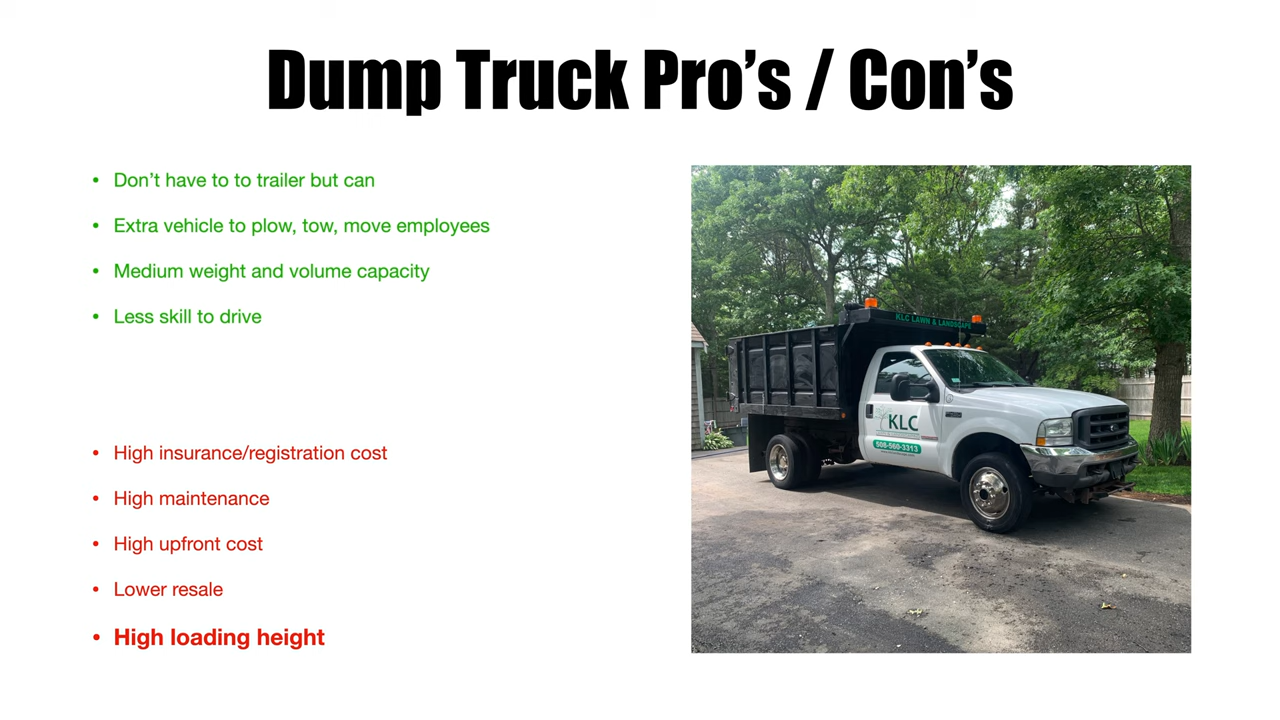 Dump Truck Pro’s / Con’s
• Don’t have to to trailer but can
• Extra vehicle to plow, tow, move employees
• Medium weight and volume capacity
• Less skill to drive
• High insurance/registration cost
• High maintenance
• High upfront cost
• Lower resale
• High loading height
KLC LAWN & LANDSCAPE
KLC
508-560-3313